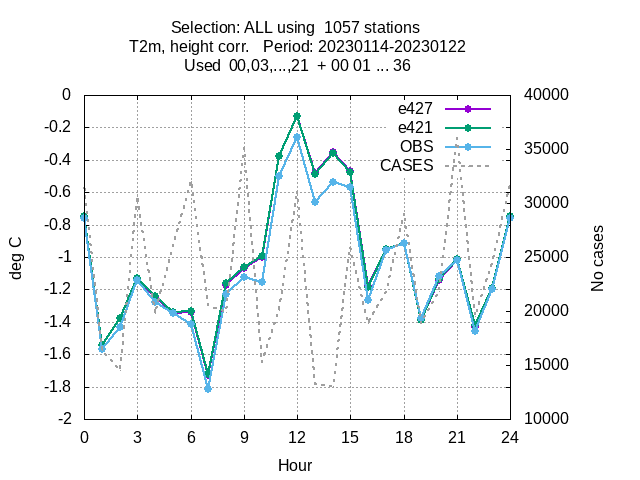 Selection: ALL using  1057 stations
T2m, height corr.   Period: 20230114-20230122
Used  00,03,...,21  + 00 01 ... 36
0
-0.2
-0.4
-0.6
-0.8
-1
-1.2
-1.4
-1.6
-1.8
-2
deg C
e427
e421
OBS
CASES
40000
35000
30000
25000
20000
15000
10000
No cases
0 3 6 9 12 15 18 21 24
Hour